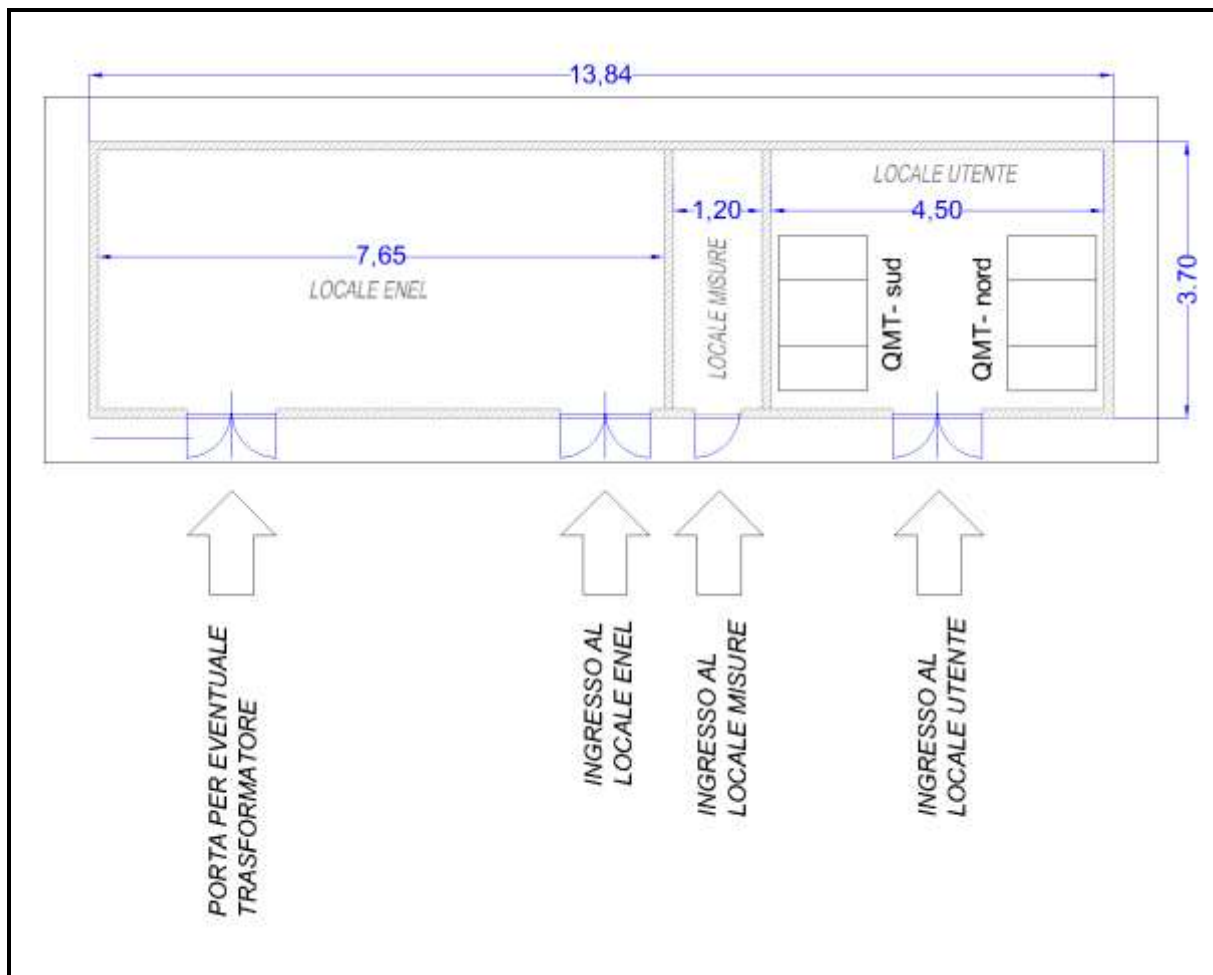 13,84
LOCALE UTENTE
1,20
4,50
7,65
LOCALE ENEL
LOCALE MISURE
QMT- sud
QMT- nord
3.70
PORTA PER EVENTUALE
TRASFORMATORE
INGRESSO AL
LOCALE ENEL
INGRESSO AL
LOCALE MISURE
INGRESSO AL
LOCALE UTENTE